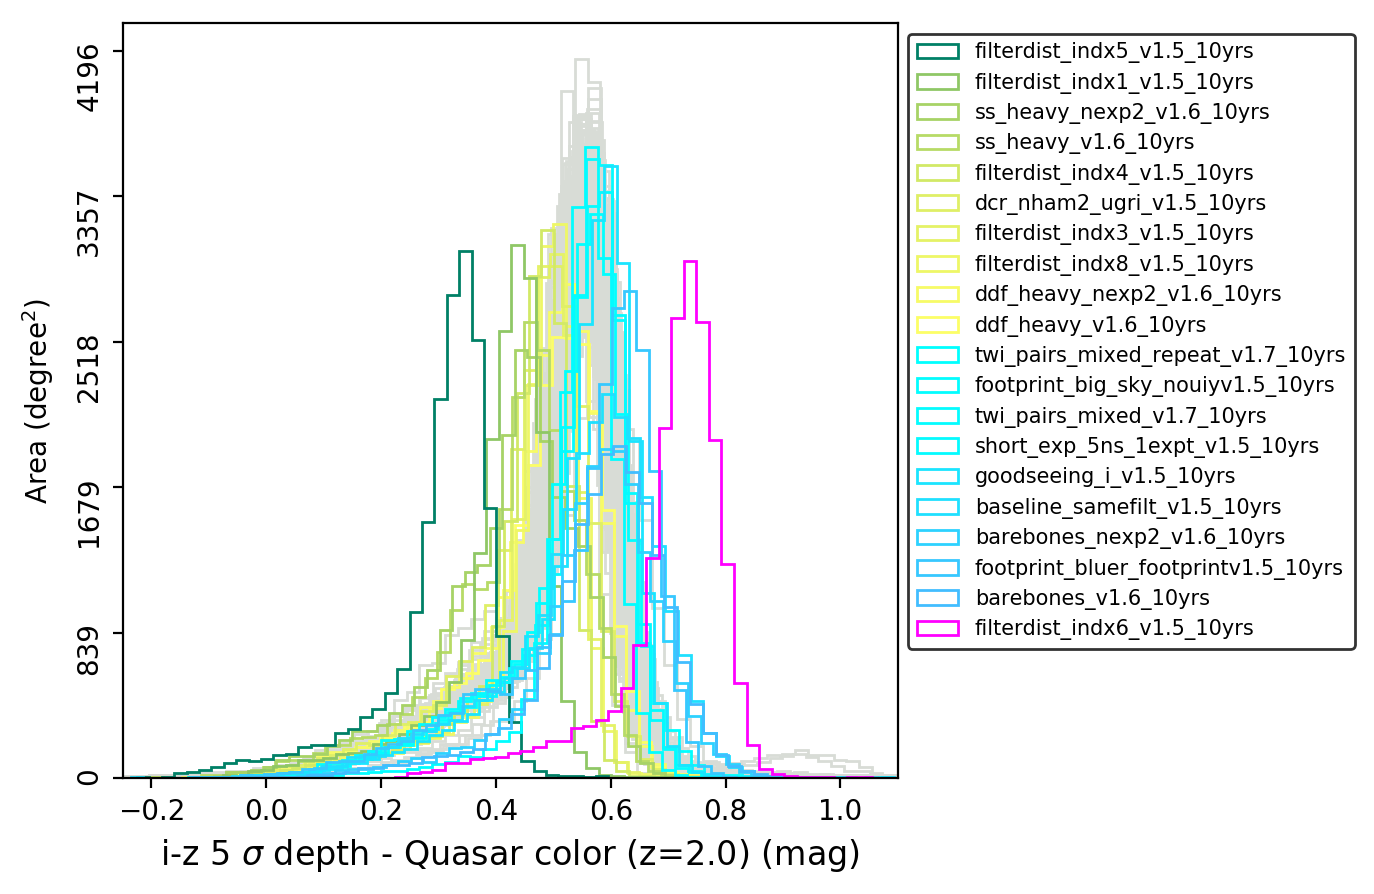 4196
3357
2518
1679
839
0
Area (degree²)
−0.2 0.0 0.2 0.4 0.6 0.8 1.0
i-z 5 σ depth - Quasar color (z=2.0) (mag)
filterdist_indx5_v1.5_10yrs
filterdist_indx1_v1.5_10yrs
ss_heavy_nexp2_v1.6_10yrs
ss_heavy_v1.6_10yrs
filterdist_indx4_v1.5_10yrs
dcr_nham2_ugri_v1.5_10yrs
filterdist_indx3_v1.5_10yrs
filterdist_indx8_v1.5_10yrs
ddf_heavy_nexp2_v1.6_10yrs
ddf_heavy_v1.6_10yrs
twi_pairs_mixed_repeat_v1.7_10yrs
footprint_big_sky_nouiyv1.5_10yrs
twi_pairs_mixed_v1.7_10yrs
short_exp_5ns_1expt_v1.5_10yrs
goodseeing_i_v1.5_10yrs
baseline_samefilt_v1.5_10yrs
barebones_nexp2_v1.6_10yrs
footprint_bluer_footprintv1.5_10yrs
barebones_v1.6_10yrs
filterdist_indx6_v1.5_10yrs